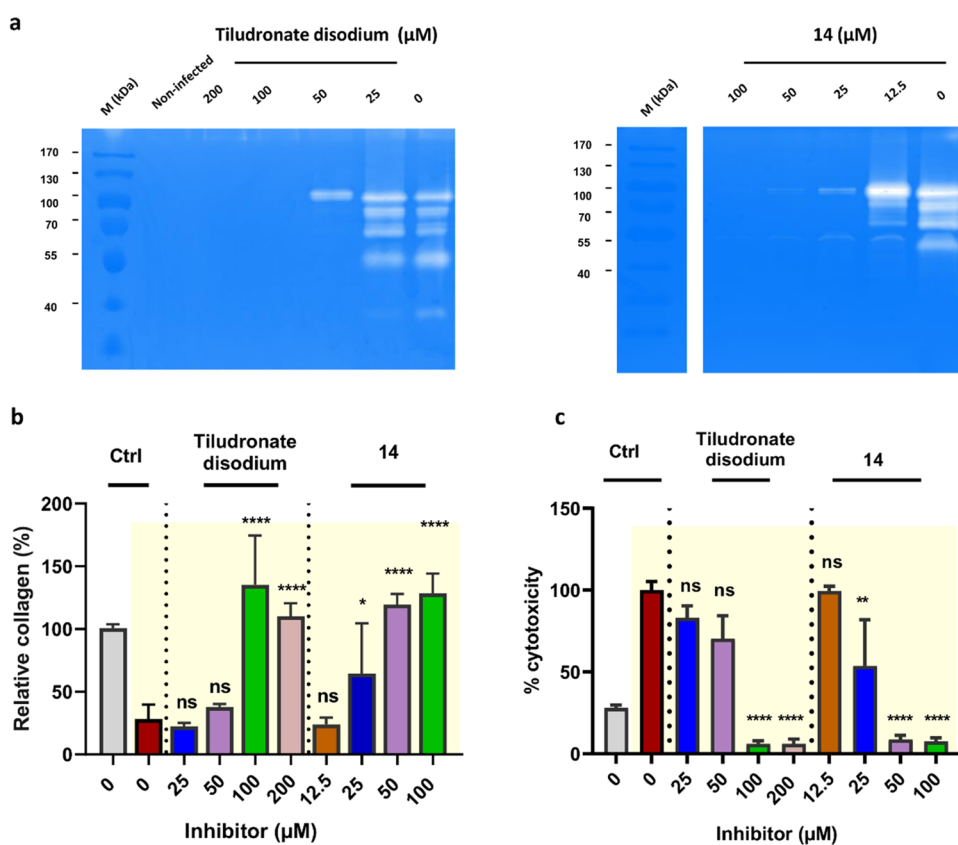 a
Tiludronate disodium (μM)
M (kDa)
Non-infected
200
100
50
25
0
170
130
100
70
55
40
14 (μM)
M (kDa)
100
50
25
12.5
0
170
130
100
70
55
40
b
Ctrl
Tiludronate
disodium
14
Relative collagen (%)
200
150
100
50
0
ns
ns
****
****
ns
*
****
****
0
0
25
50
100
200
12.5
25
50
100
Inhibitor (μM)
c
Ctrl
Tiludronate
disodium
14
% cytotoxicity
150
100
50
0
ns
ns
****
****
ns
**
****
****
0
0
25
50
100
200
12.5
25
50
100
Inhibitor (μM)